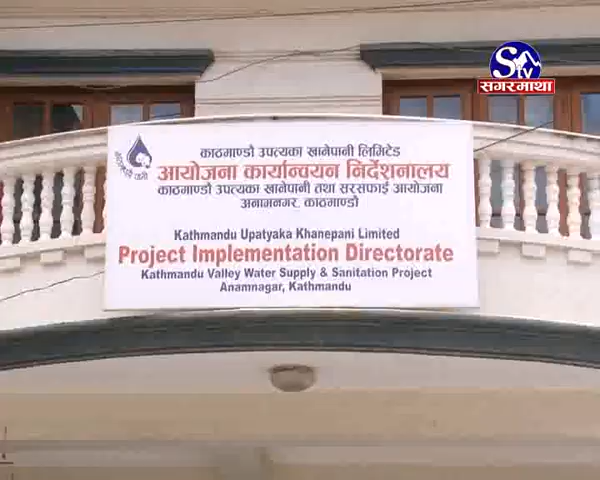 S
tv
सगरमाथा
काठमाण्डौ उपत्यका खानेपानी लिमिटेड
आयोजना कार्यान्वयन निर्देशनालय
काठमाण्डौ उपत्यका खानेपानी तथा सरसफाई आयोजना
अनामनगर, काठमाण्डौ
Kathmandu Upatyaka Khanepani Limited
Project Implementation Directorate
Kathmandu Valley Water Supply & Sanitation Project
Anamnagar, Kathmandu